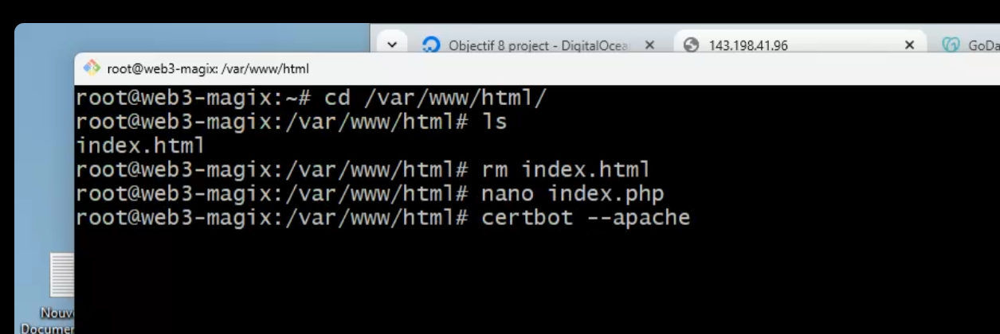 Objectif 8 project - DigitalOcea
143.198.41.96
GoDa
root@web3-magix: /var/www/html
root@web3-magix:~# cd /var/www/html/
root@web3-magix:/var/www/html# ls
index.html
root@web3-magix:/var/www/html# rm index.html
root@web3-magix:/var/www/html# nano index.php
root@web3-magix:/var/www/html# certbot --apache
Nouv
Documen